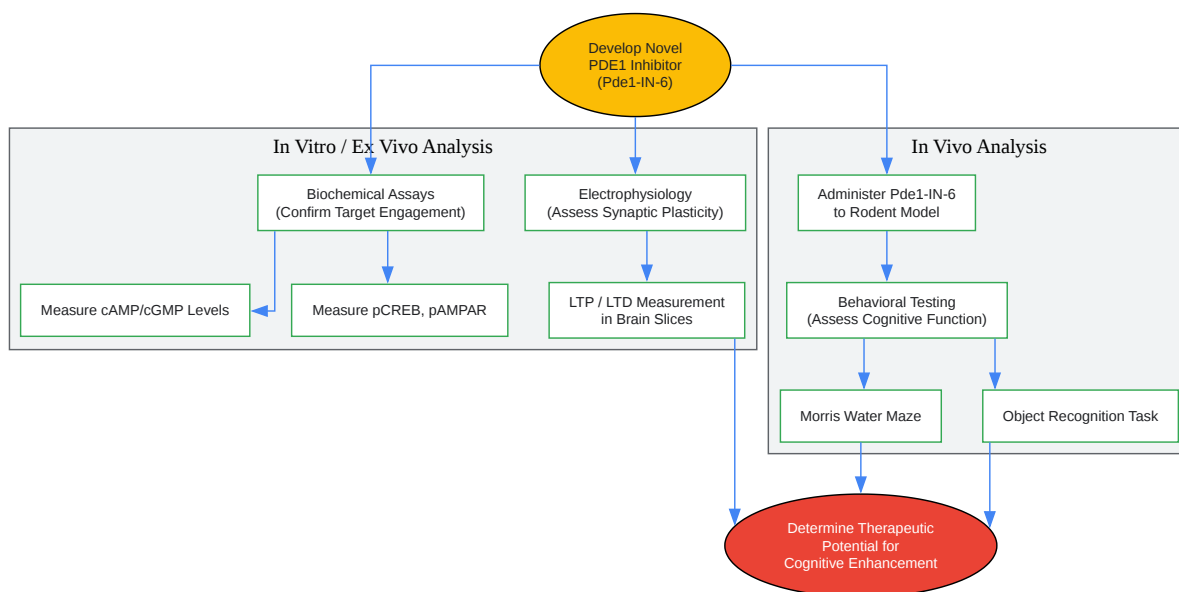 Develop Novel
PDE1 Inhibitor
(Pde1-IN-6)
In Vitro / Ex Vivo Analysis
In Vivo Analysis
Biochemical Assays
(Confirm Target Engagement)
Electrophysiology
(Assess Synaptic Plasticity)
Administer Pde1-IN-6
to Rodent Model
Measure cAMP/cGMP Levels
Measure pCREB, pAMPAR
LTP / LTD Measurement
in Brain Slices
Behavioral Testing
(Assess Cognitive Function)
Morris Water Maze
Object Recognition Task
Determine Therapeutic
Potential for
Cognitive Enhancement